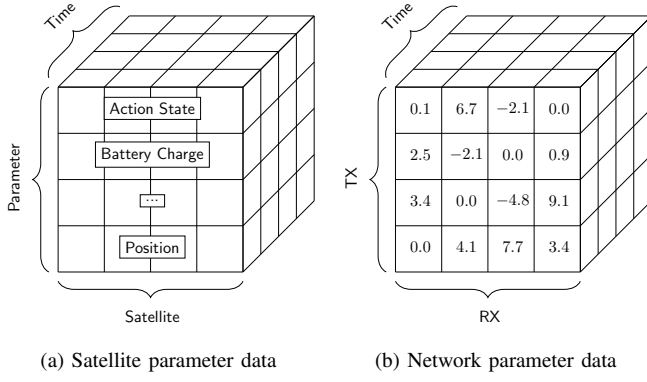 Time
Parameter
Action State
Battery Charge
...
Position
Satellite
(a) Satellite parameter data
Time
TX
0.1 6.7 −2.1 0.0
2.5 −2.1 0.0 0.9
3.4 0.0 −4.8 9.1
0.0 4.1 7.7 3.4
RX
(b) Network parameter data